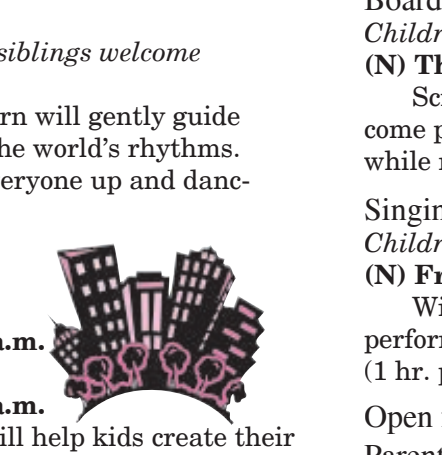 siblings welcome
rn will gently guide
he world's rhythms.
eryone up and danc-
a.m.
a.m.
ill help kids create their
Board
Childr
(N) Th
Sc
come p
while
Singin
Childr
(N) Fr
Wi
perfor
(1 hr. p
Open
Parent